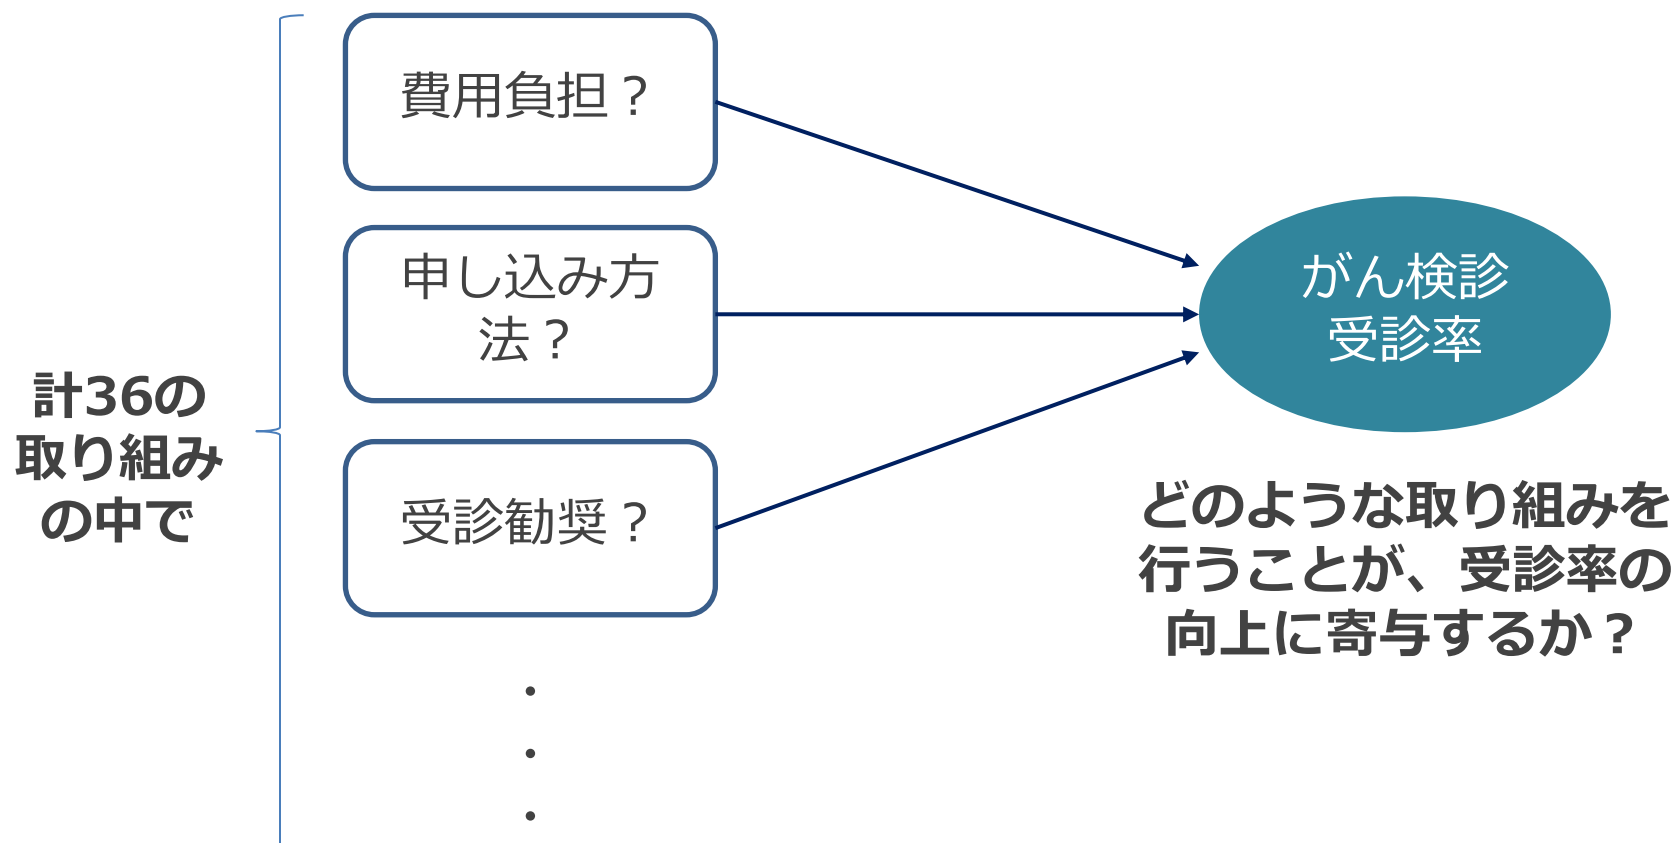 計36の
取り組み
の中で
費用負担？
申し込み方
法？
受診勧奨？
・
・
・
がん検診
受診率
どのような取り組みを
行うことが、受診率の
向上に寄与するか？